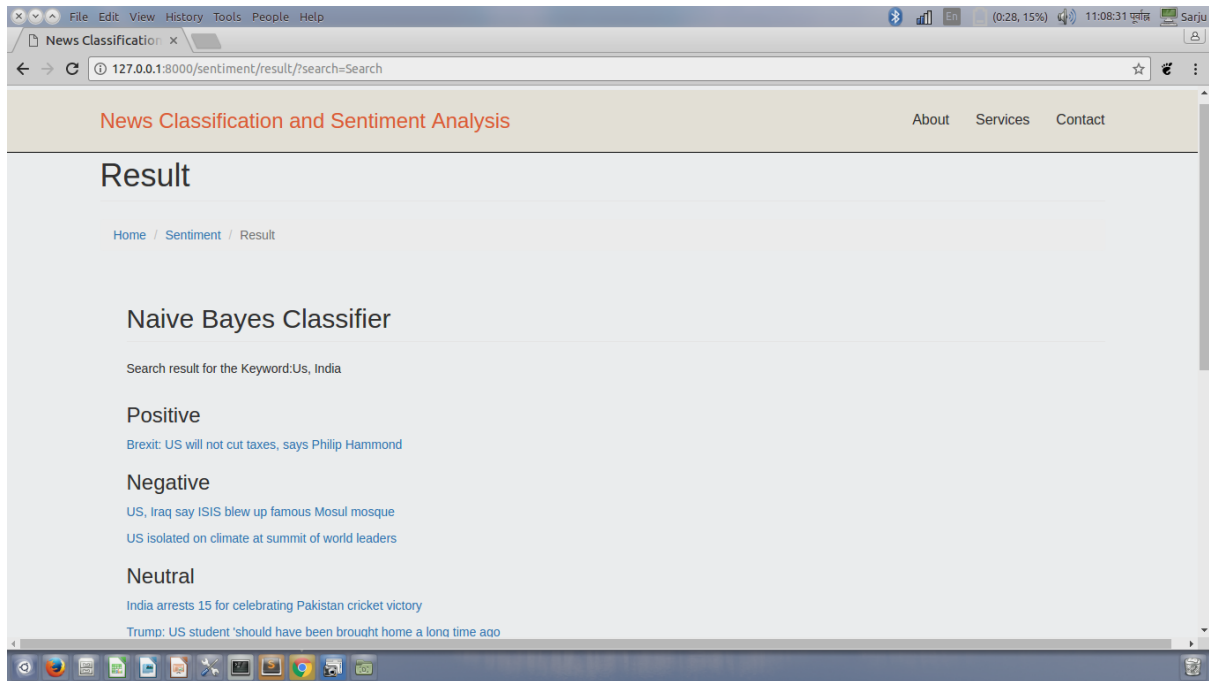 File Edit View History Tools People Help
En (0:28, 15%) 11:08:31 पूर्वाह्न Sarju
News Classification
127.0.0.1:8000/sentiment/result/?search=Search
News Classification and Sentiment Analysis
About Services Contact
Result
Home / Sentiment / Result
Naive Bayes Classifier
Search result for the Keyword:Us, India
Positive
Brexit: US will not cut taxes, says Philip Hammond
Negative
US, Iraq say ISIS blew up famous Mosul mosque
US isolated on climate at summit of world leaders
Neutral
India arrests 15 for celebrating Pakistan cricket victory
Trump: US student 'should have been brought home a long time ago